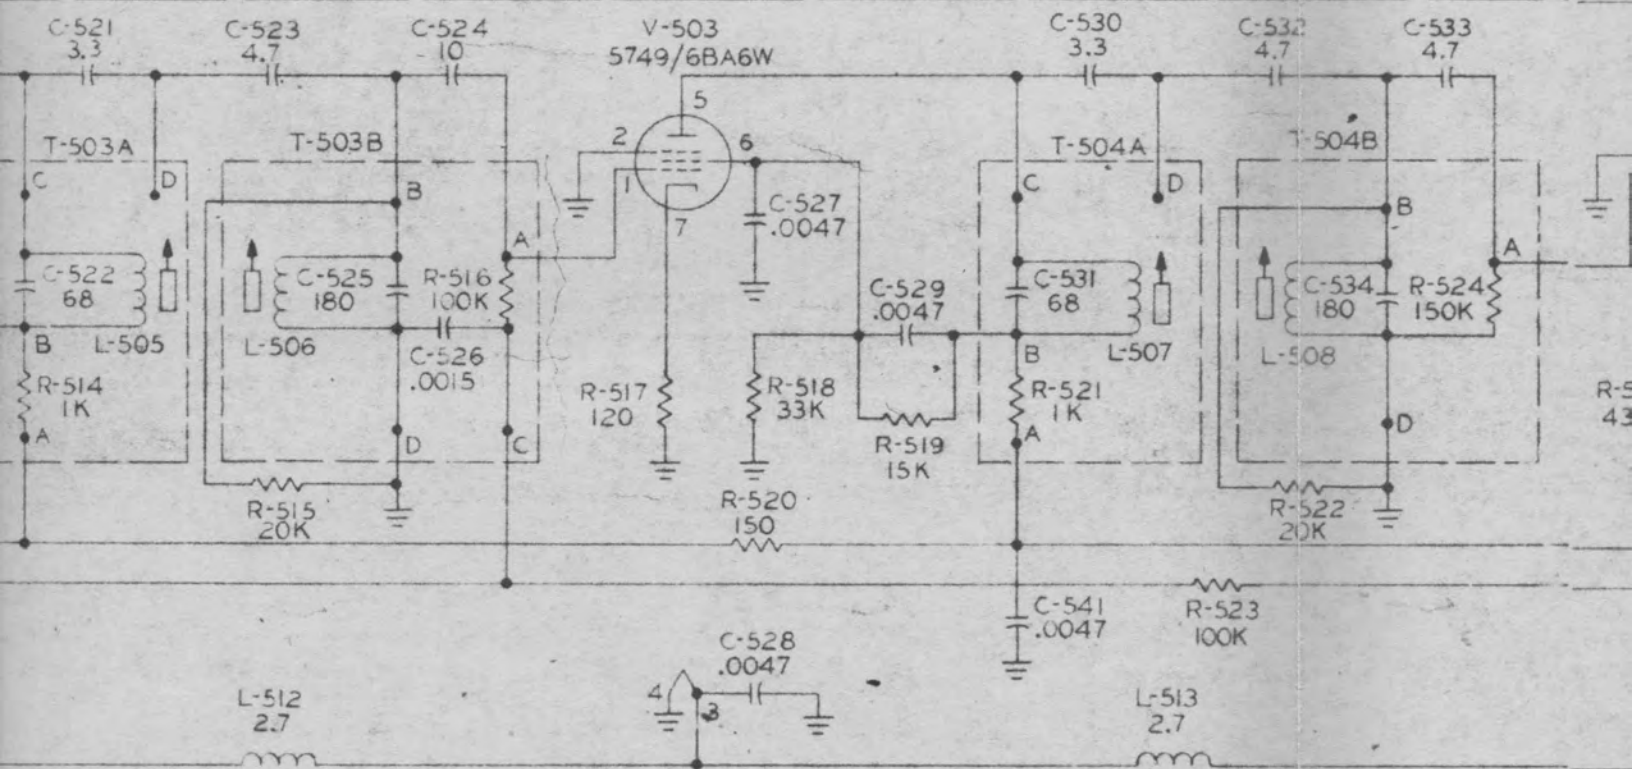 C-521
3.3
C-523
4.7
C-524
10
V-503
5749/6BA6W
C-530
3.3
C-532
4.7
C-533
4.7
T-503A
T-503B
T-504A
T-504B
5
2
6
1
7
C
D
B
A
C-527
.0047
C
D
B
A
C-522
68
C-525
180
R-516
100K
C-529
.0047
C-531
68
C-534
180
R-524
150K
B
L-505
L-506
C-526
.0015
B
L-507
L-508
R-514
1K
R-517
120
R-518
33K
R-521
1K
A
D
C
R-519
15K
A
D
R-515
20K
R-520
150
R-522
20K
C-541
.0047
R-523
100K
C-528
.0047
L-512
2.7
4
3
L-513
2.7